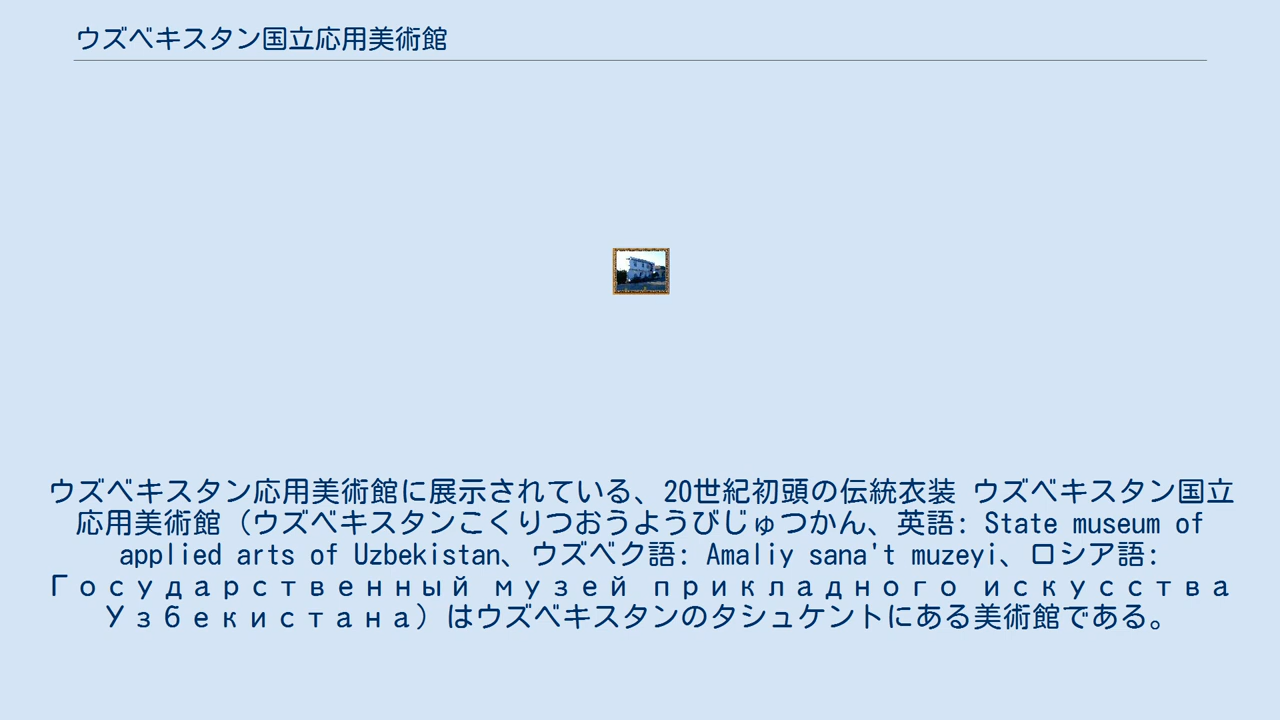 ウズベキスタン国立応用美術館
ウズベキスタン応用美術館に展示されている、20世紀初頭の伝統衣装 ウズベキスタン国立
応用美術館（ウズベキスタンこくりつおうようびじゅつかん、英語: State museum of
applied arts of Uzbekistan、ウズベク語: Amaliy sana't muzeyi、ロシア語:
Государственный музей прикладного искусства
Узбекистана）はウズベキスタンのタシュケントにある美術館である。